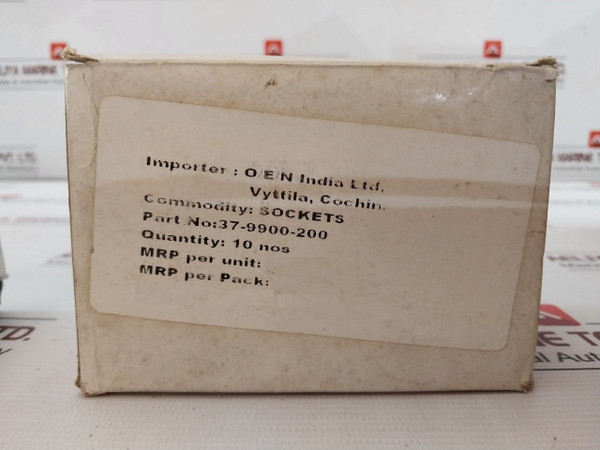 Importer : O/E/N India Ltd,
Vyttila, Cochin.
Commodity: SOCKETS
Part No:37-9900-200
Quantity: 10 nos
MRP per unit:
MRP per Pack: